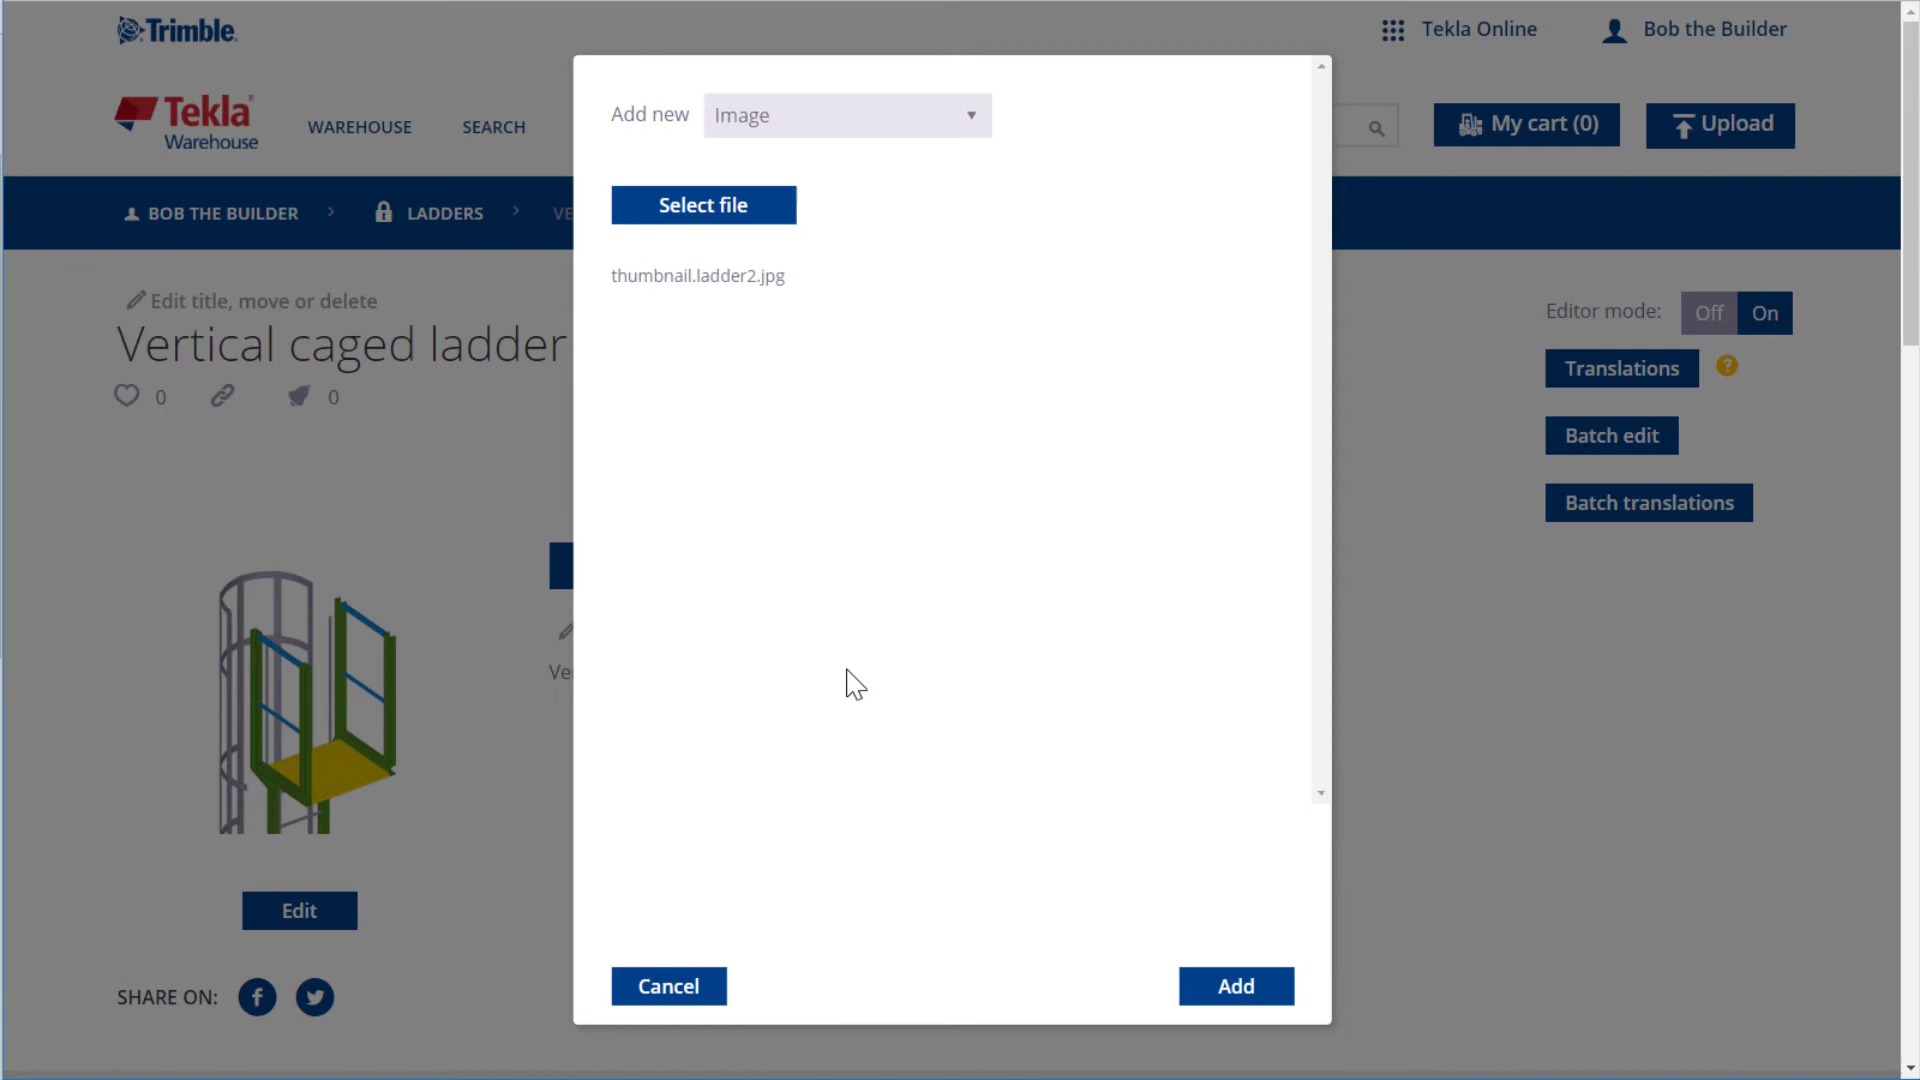 Trimble
Tekla Online
Bob the Builder
Tekla
Warehouse
WAREHOUSE
SEARCH
My cart (0)
Upload
Add new
Image
Select file
thumbnail.ladder2.jpg
BOB THE BUILDER
LADDERS
VE
Edit title, move or delete
Vertical caged ladder
0
0
Editor mode:
Off
On
Translations
?
Batch edit
Batch translations
Ve
Edit
SHARE ON:
Cancel
Add